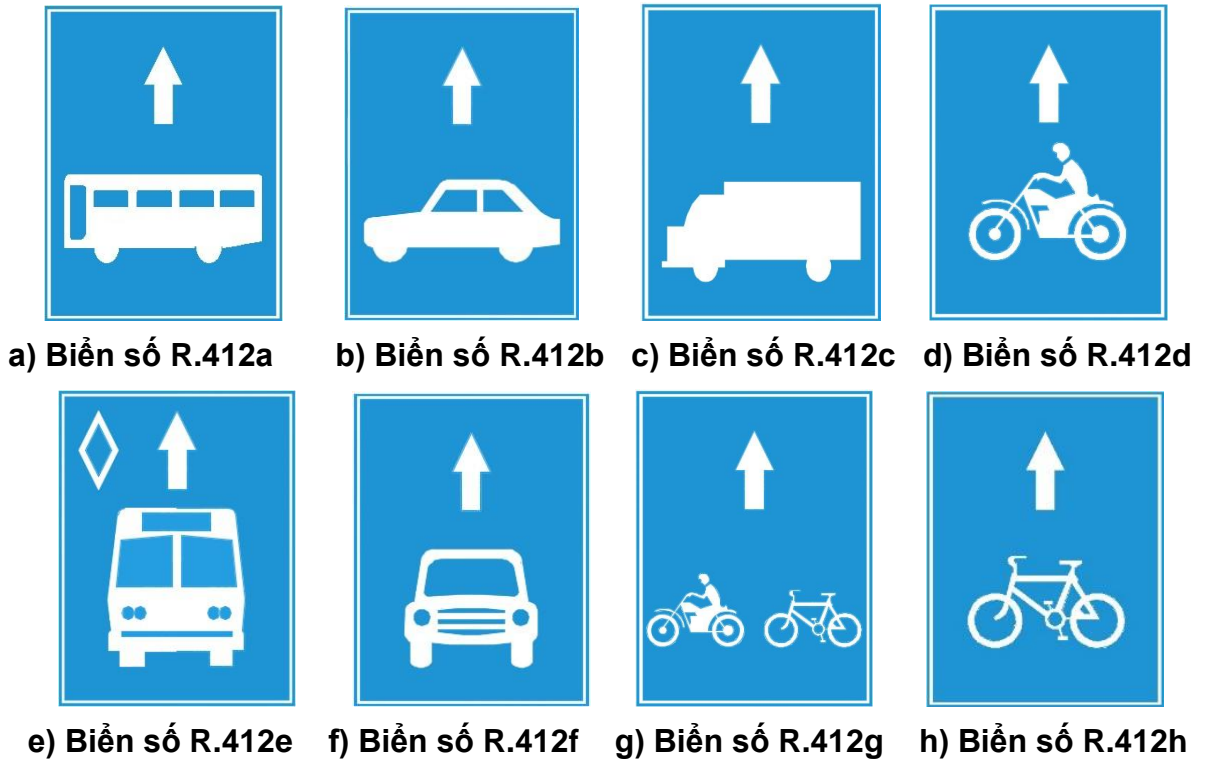 a) Biển số R.412a b) Biển số R.412b c) Biển số R.412c d) Biển số R.412d
e) Biển số R.412e f) Biển số R.412f g) Biển số R.412g h) Biển số R.412h